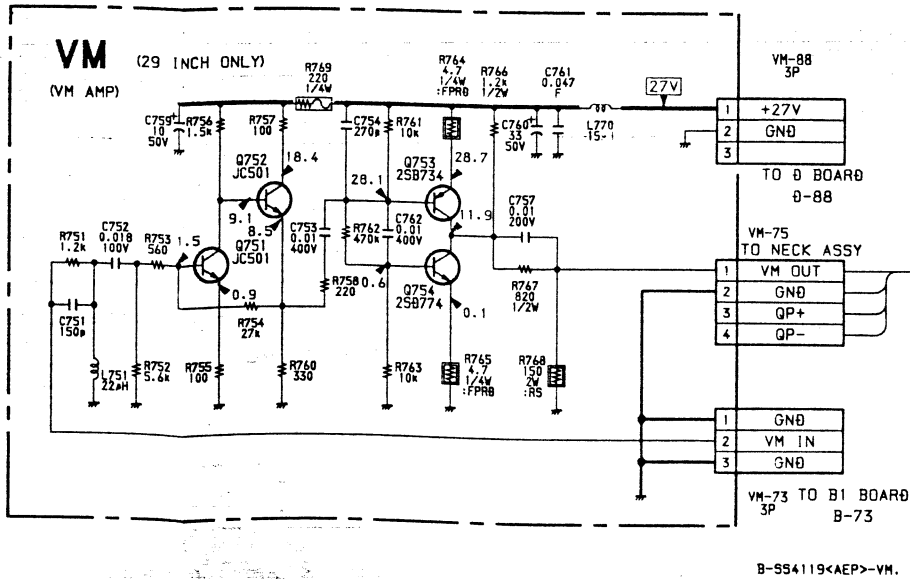 VM (29 INCH ONLY)
(VM AMP)
R769
220
1/4W
R764
4.7
1/4W
:FPRD
R766
1.2k
1/2W
C761
0.047
F
27V
VM-88
3P
1 +27V
2 GND
3
TO D BOARD
D-88
C759
10
50V
R756
1.5k
R757
100
C754
270p
R761
10k
C760
33
50V
L770
Q752
JC501
18.4
Q753
2SB734
28.7
28.1
9.1
8.5
11.9
C757
0.01
200V
R751
1.2k
C752
0.018
100V
R753
560
1.5
Q751
JC501
C753
0.01
400V
R762
470k
C762
0.01
400V
VM-75
TO NECK ASSY
1 VM OUT
2 GND
3 QP+
4 QP-
R758
220
0.6
Q754
2SB774
0.1
R767
820
1/2W
0.9
R754
27k
C751
150p
L751
22µH
R752
5.6k
R755
100
R760
330
R763
10k
R765
4.7
1/4W
:FPRD
R768
150
2W
:RS
1 GND
2 VM IN
3 GND
VM-73
3P
TO B1 BOARD
B-73
B-SS4119<AEP>-VM.